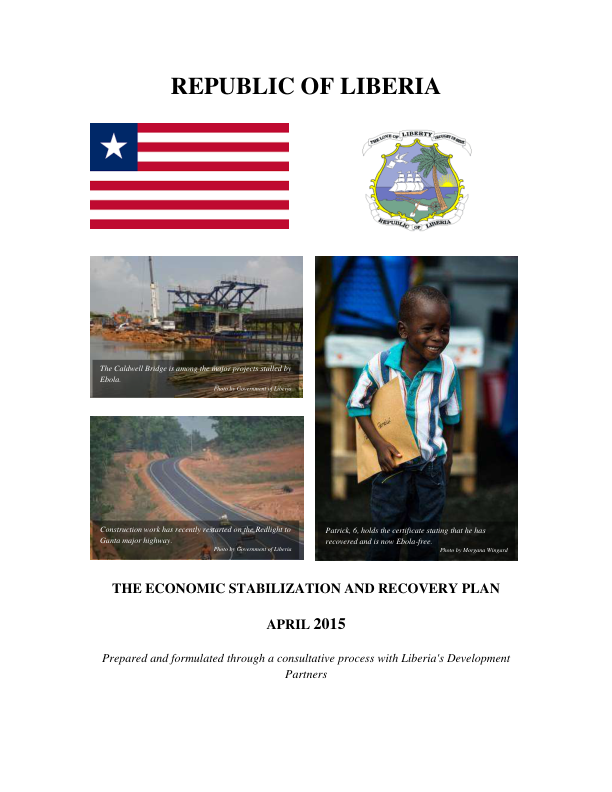 REPUBLIC OF LIBERIA
THE LOVE OF LIBERTY BROUGHT US HERE
REPUBLIC OF LIBERIA
The Caldwell Bridge is among the major projects stalled by
Ebola.
Photo by Government of Liberia
Construction work has recently restarted on the Redlight to
Ganta major highway.
Photo by Government of Liberia
Patrick, 6, holds the certificate stating that he has
recovered and is now Ebola-free.
Photo by Morgana Wingard
THE ECONOMIC STABILIZATION AND RECOVERY PLAN
APRIL 2015
Prepared and formulated through a consultative process with Liberia's Development
Partners